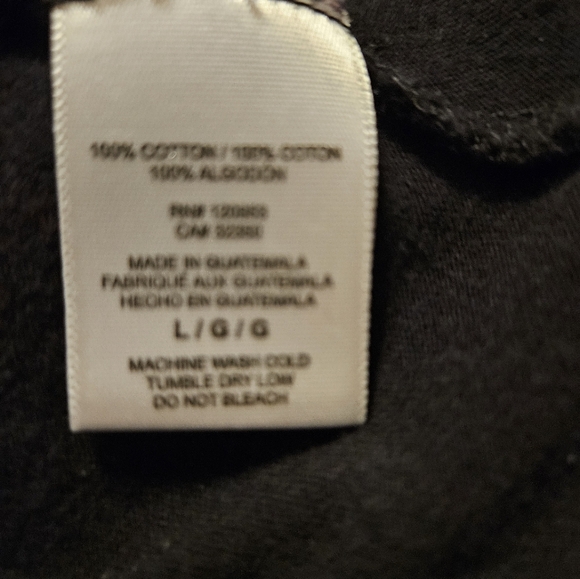 100% COTTON / 100% COTON
100% ALGODÓN
RN#
CA#
MADE IN GUATEMALA
FABRIQUÉ AUX GUATEMALA
HECHO EN GUATEMALA
L / G / G
MACHINE WASH COLD
TUMBLE DRY LOW
DO NOT BLEACH